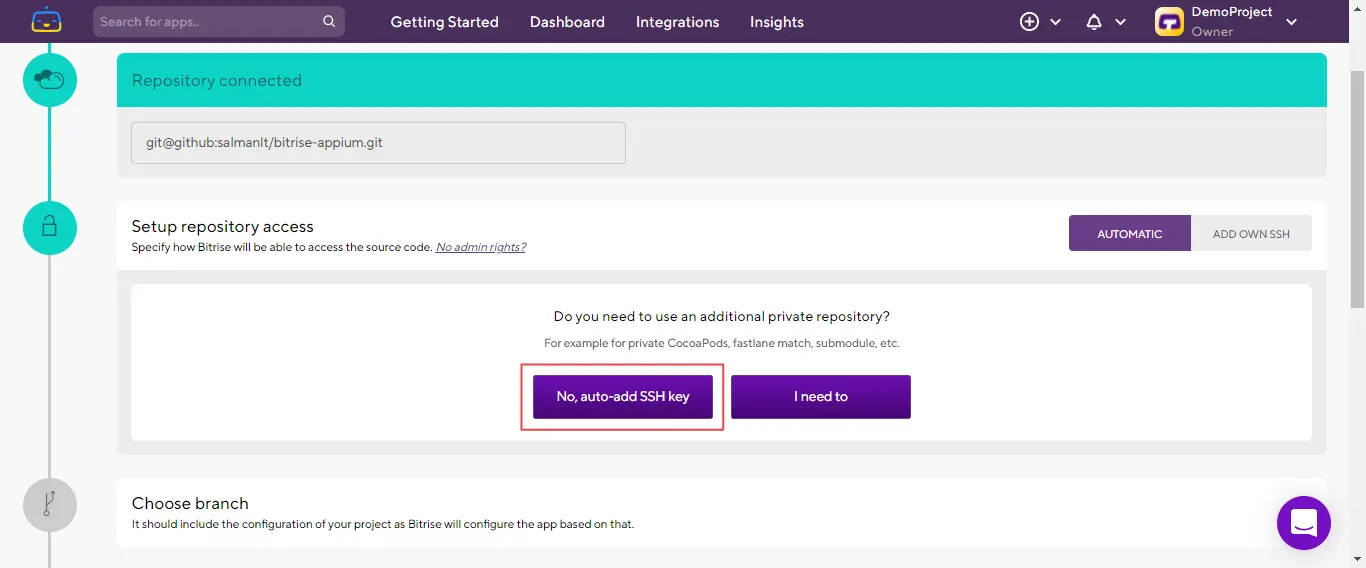 Search for apps..
Getting Started
Dashboard
Integrations
Insights
DemoProject
Owner
Repository connected
git@github:salmanlt/bitrise-appium.git
Setup repository access
Specify how Bitrise will be able to access the source code. No admin rights?
AUTOMATIC
ADD OWN SSH
Do you need to use an additional private repository?
For example for private CocoaPods, fastlane match, submodule, etc.
No, auto-add SSH key
I need to
Choose branch
It should include the configuration of your project as Bitrise will configure the app based on that.